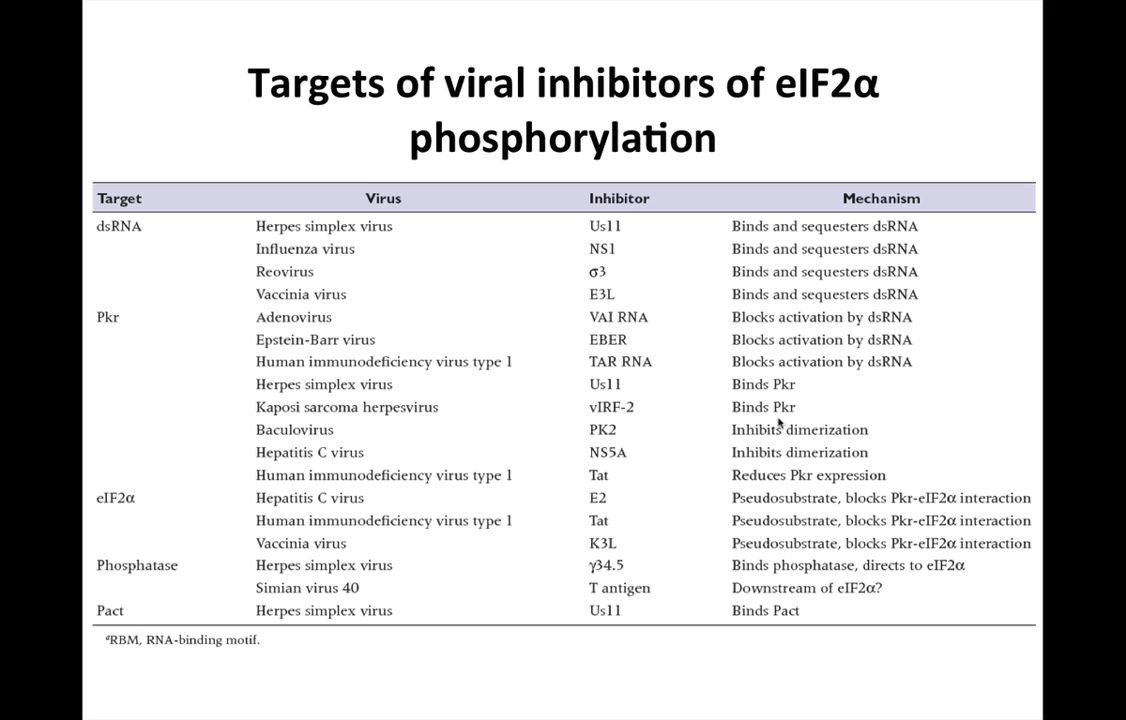 Targets of viral inhibitors of eIF2α
phosphorylation
Target Virus Inhibitor Mechanism
dsRNA Herpes simplex virus Us11 Binds and sequesters dsRNA
Influenza virus NS1 Binds and sequesters dsRNA
Reovirus σ3 Binds and sequesters dsRNA
Vaccinia virus E3L Binds and sequesters dsRNA
Pkr Adenovirus VAI RNA Blocks activation by dsRNA
Epstein-Barr virus EBER Blocks activation by dsRNA
Human immunodeficiency virus type 1 TAR RNA Blocks activation by dsRNA
Herpes simplex virus Us11 Binds Pkr
Kaposi sarcoma herpesvirus vIRF-2 Binds Pkr
Baculovirus PK2 Inhibits dimerization
Hepatitis C virus NS5A Inhibits dimerization
Human immunodeficiency virus type 1 Tat Reduces Pkr expression
eIF2α Hepatitis C virus E2 Pseudosubstrate, blocks Pkr-eIF2α interaction
Human immunodeficiency virus type 1 Tat Pseudosubstrate, blocks Pkr-eIF2α interaction
Vaccinia virus K3L Pseudosubstrate, blocks Pkr-eIF2α interaction
Phosphatase Herpes simplex virus γ34.5 Binds phosphatase, directs to eIF2α
Simian virus 40 T antigen Downstream of eIF2α?
Pact Herpes simplex virus Us11 Binds Pact
ᵃRBM, RNA-binding motif.